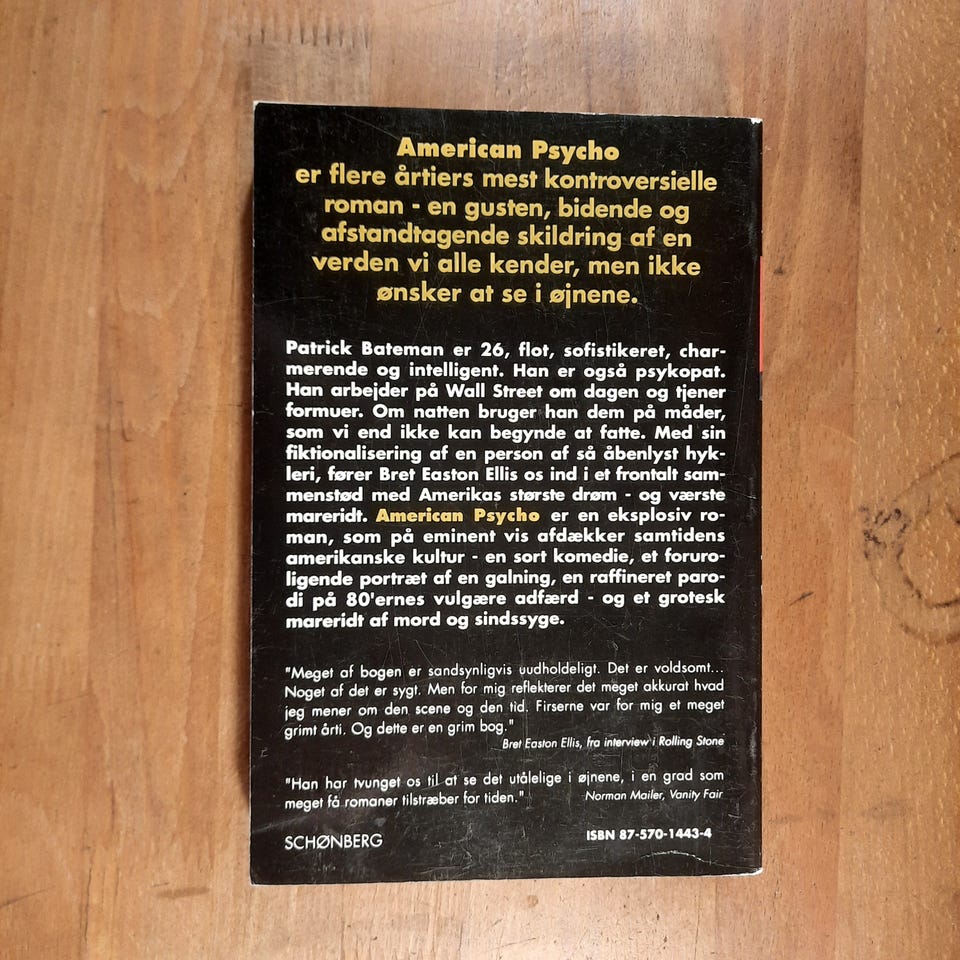 American Psycho
er flere årtiers mest kontroversielle
roman - en gusten, bidende og
afstandtagende skildring af en
verden vi alle kender, men ikke
ønsker at se i øjnene.
Patrick Bateman er 26, flot, sofistikeret, char-
merende og intelligent. Han er også psykopat.
Han arbejder på Wall Street om dagen og tjener
formuer. Om natten bruger han dem på måder,
som vi end ikke kan begynde at fatte. Med sin
fiktionalisering af en person af så åbenlyst hyk-
leri, fører Bret Easton Ellis os ind i et frontalt sam-
menstød med Amerikas største drøm - og værste
mareridt. American Psycho er en eksplosiv ro-
man, som på eminent vis afdækker samtidens
amerikanske kultur - en sort komedie, et foruro-
ligende portræt af en galning, en raffineret paro-
di på 80'ernes vulgære adfærd - og et grotesk
mareridt af mord og sindssyge.
"Meget af bogen er sandsynligvis uudholdeligt. Det er voldsomt...
Noget af det er sygt. Men for mig reflekterer det meget akkurat hvad
jeg mener om den scene og den tid. Firserne var for mig et meget
grimt årti. Og dette er en grim bog."
Bret Easton Ellis, fra interview i Rolling Stone
"Han har tvunget os til at se det utålelige i øjnene, i en grad som
meget få romaner tilstræber for tiden." Norman Mailer, Vanity Fair
SCHØNBERG ISBN 87-570-1443-4